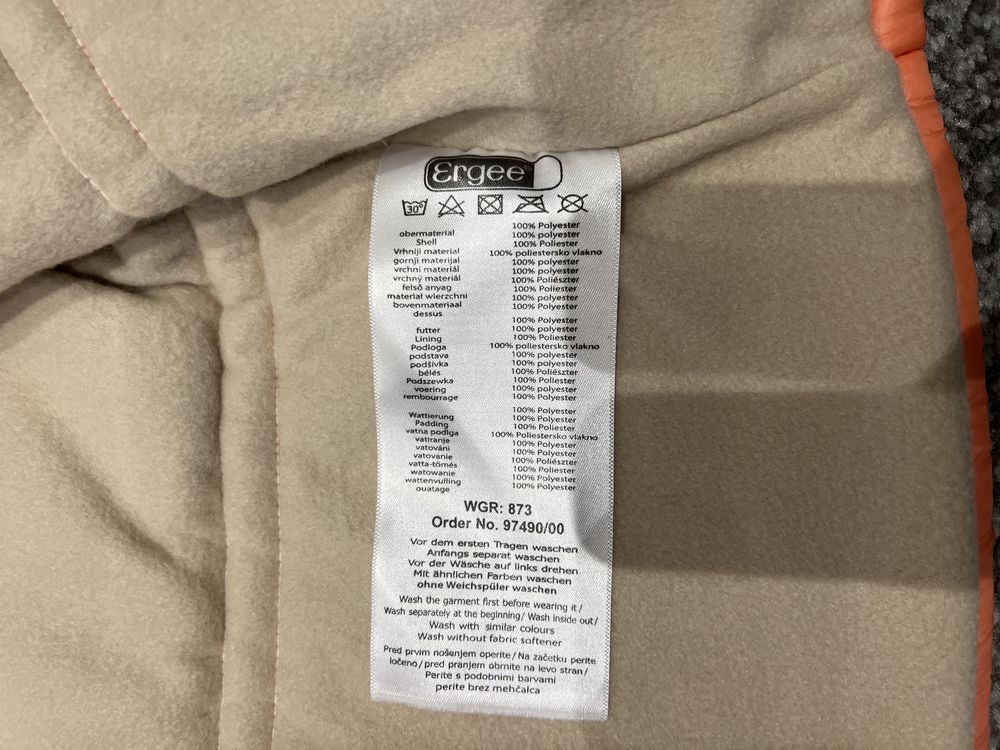 Ergee
30°
obermaterial 100% Polyester
Shell 100% Polyester
Vrhniji material 100% Poliester
gornji materijal 100% poliestersko vlakno
vrchní materiál 100% polyester
vrchný materiál 100% polyester
felső anyag 100% Poliészter
materiał wierzchni 100% Poliester
bovenmateriaal 100% polyester
dessus 100% Polyester
futter 100% Polyester
Lining 100% Polyester
Podloga 100% Poliester
podstava 100% poliestersko vlakno
podšivka 100% polyester
bélés 100% polyester
Podszewka 100% Poliészter
voering 100% Poliester
rembourrage 100% polyester
100% Polyester
Wattierung 100% Polyester
Padding 100% Polyester
vatna podlga 100% Poliester
vatiranje 100% Poliestersko vlakno
vatování 100% Polyester
vatovanie 100% Polyester
vatta-tömés 100% Poliészter
watowanie 100% Poliester
wattenvulling 100% Polyester
ouatage 100% Polyester
WGR: 873
Order No. 97490/00
Vor dem ersten Tragen waschen
Anfangs separat waschen
Vor der Wäsche auf links drehen
Mit ähnlichen Farben waschen
ohne Weichspüler waschen
Wash the garment first before wearing it/
Wash separately at the beginning/ Wash inside out/
Wash with similar colours
Wash without fabric softener
Pred prvim nošenjem operite/ Na začetku perite
ločeno/ pred pranjem obrnite na levo stran/
Perite s podobnimi barvami
perite brez mehčalca